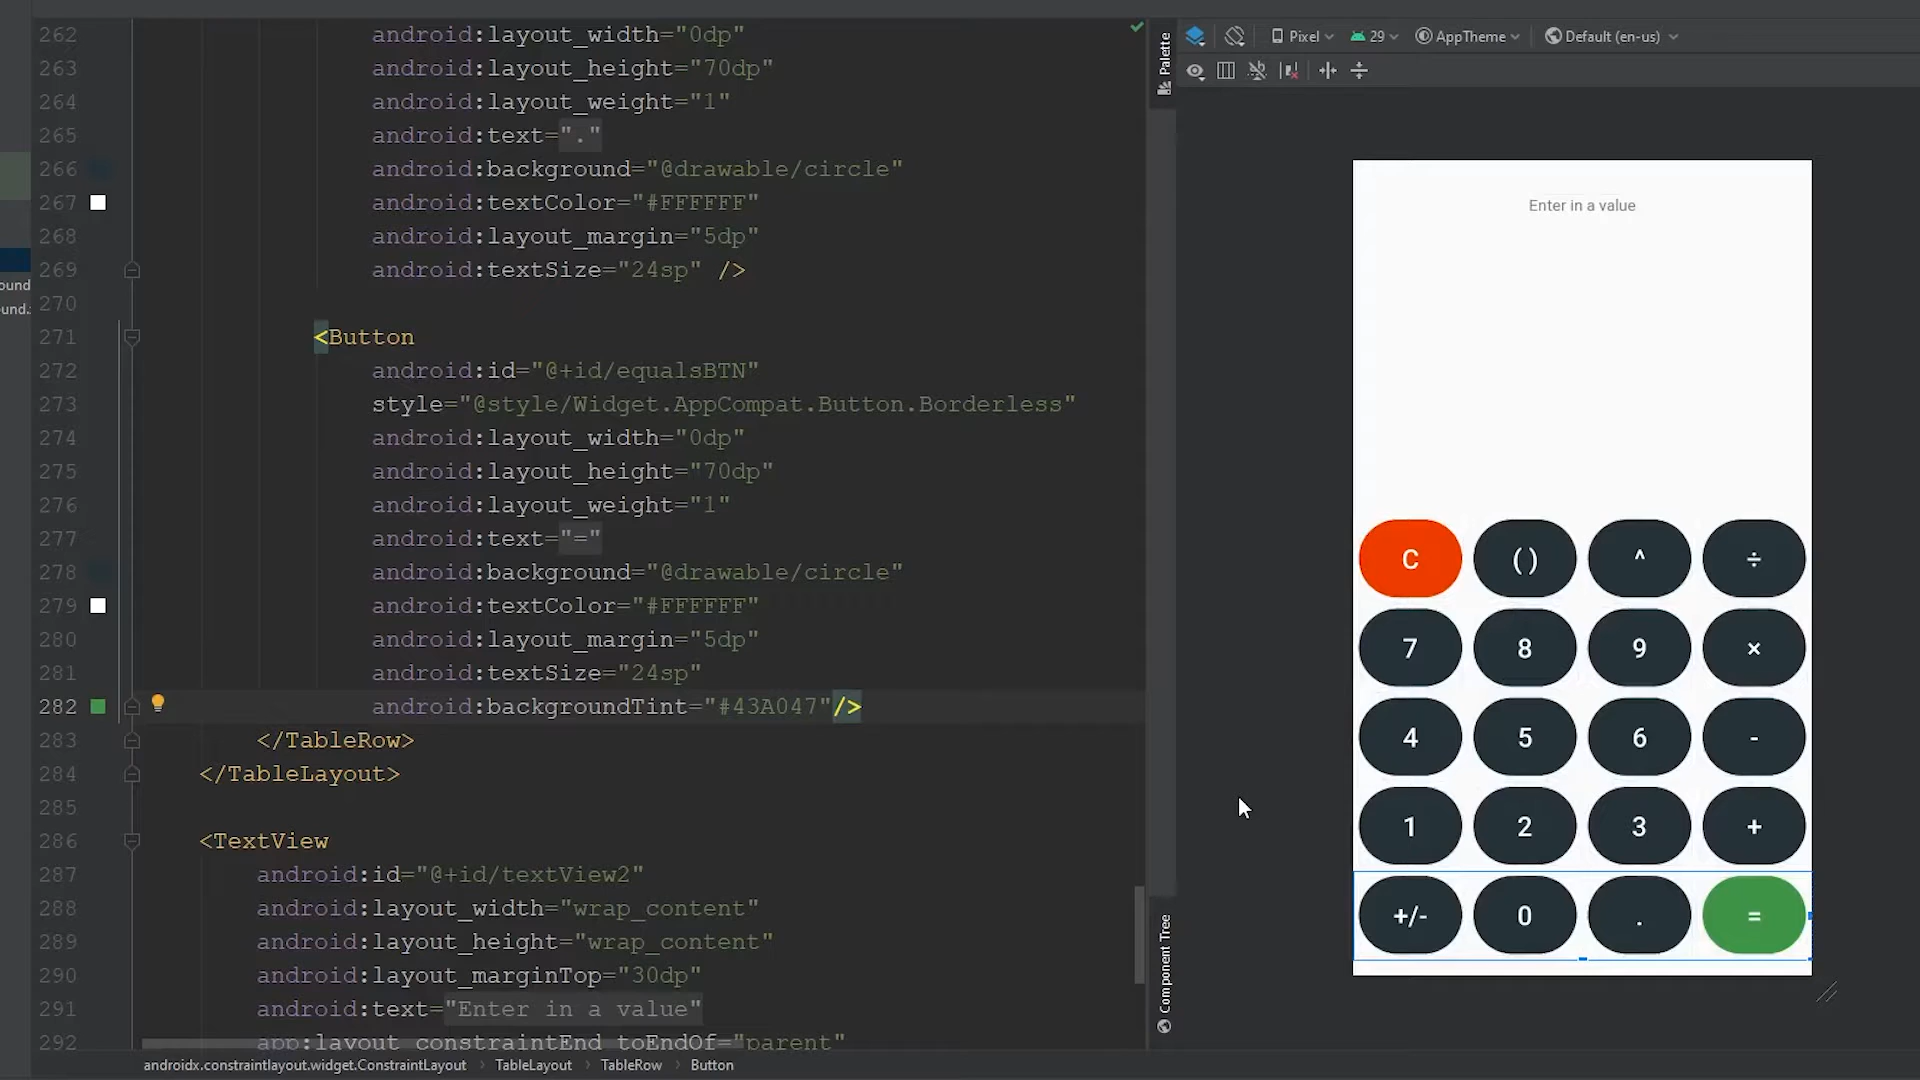 262 android:layout_width="0dp"
263 android:layout_height="70dp"
264 android:layout_weight="1"
265 android:text="."
266 android:background="@drawable/circle"
267 android:textColor="#FFFFFF"
268 android:layout_margin="5dp"
269 android:textSize="24sp" />
270
271 <Button
272 android:id="@+id/equalsBTN"
273 style="@style/Widget.AppCompat.Button.Borderless"
274 android:layout_width="0dp"
275 android:layout_height="70dp"
276 android:layout_weight="1"
277 android:text="="
278 android:background="@drawable/circle"
279 android:textColor="#FFFFFF"
280 android:layout_margin="5dp"
281 android:textSize="24sp"
282 android:backgroundTint="#43A047"/>
283 </TableRow>
284 </TableLayout>
285
286 <TextView
287 android:id="@+id/textView2"
288 android:layout_width="wrap_content"
289 android:layout_height="wrap_content"
290 android:layout_marginTop="30dp"
291 android:text="Enter in a value"
292 app:layout_constraintEnd_toEndOf="parent"
androidx.constraintlayout.widget.ConstraintLayout > TableLayout > TableRow > Button
ound
und.
Palette
Component Tree
Pixel 29 AppTheme Default (en-us)
Enter in a value
C ( ) ^ ÷
7 8 9 ×
4 5 6 -
1 2 3 +
+/- 0 . =